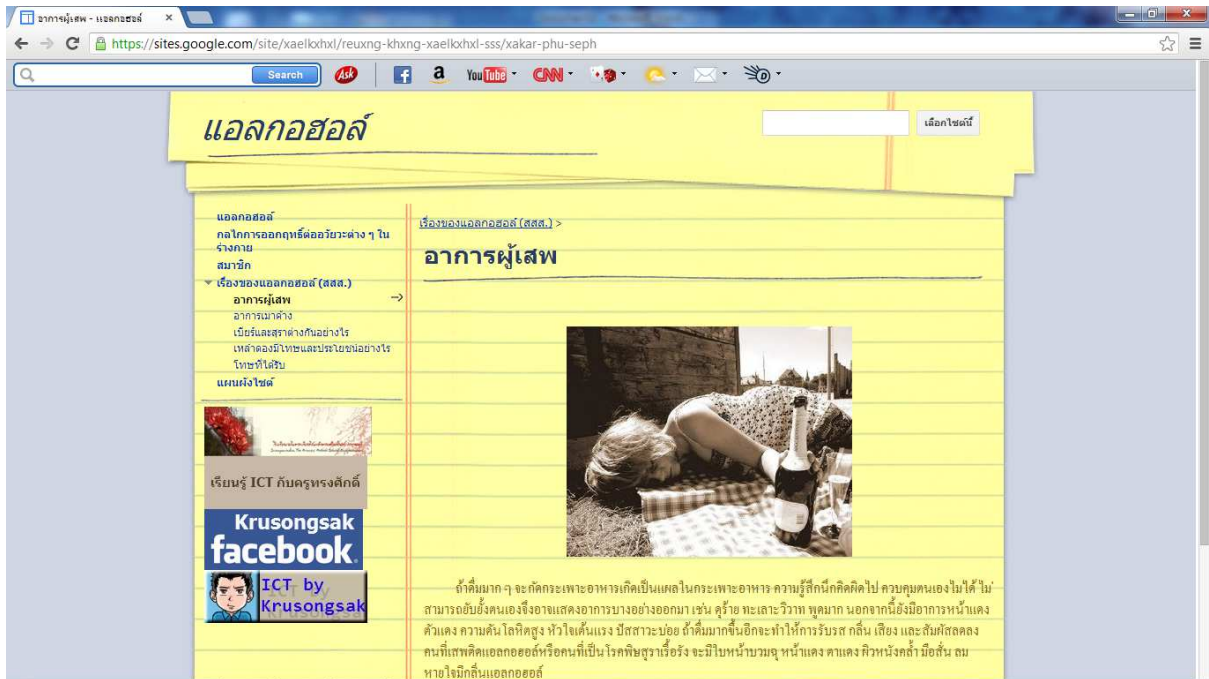 อาการผู้เสพ - แอลกอฮอล์
https://sites.google.com/site/xaelkxhxl/reuxng-khxng-xaelkxhxl-sss/xakar-phu-seph
Search
Ask
f
a
YouTube
CNN
แอลกอฮอล์
เลือกไซต์นี้
แอลกอฮอล์
กลไกการออกฤทธิ์ต่ออวัยวะต่าง ๆ ใน
ร่างกาย
สมาชิก
เรื่องของแอลกอฮอล์ (สสส.)
อาการผู้เสพ
อาการเมาค้าง
เบียร์และสุราต่างกันอย่างไร
เหล้าดองมีโทษและประโยชน์อย่างไร
โทษที่ได้รับ
แผนผังไซต์
เรียนรู้ ICT กับครูทรงศักดิ์
Krusongsak
facebook.
ICT by
Krusongsak
เรื่องของแอลกอฮอล์ (สสส.) >
อาการผู้เสพ
ถ้าดื่มมาก ๆ จะกัดกระเพาะอาหารเกิดเป็นแผลในกระเพาะอาหาร ความรู้สึกนึกคิดผิดไป ควบคุมตนเองไม่ได้ ไม่
สามารถยับยั้งตนเองจึงอาจแสดงอาการบางอย่างออกมา เช่น ดุร้าย ทะเลาะวิวาท พูดมาก นอกจากนี้ยังมีอาการหน้าแดง
ตัวแดง ความดันโลหิตสูง หัวใจเต้นแรง ปัสสาวะบ่อย ถ้าดื่มมากขึ้นอีกจะทำให้การรับรส กลิ่น เสียง และสัมผัสลดลง
คนที่เสพติดแอลกอฮอล์หรือคนที่เป็นโรคพิษสุราเรื้อรัง จะมีใบหน้าบวมฉุ หน้าแดง ตาแดง ผิวหนังคล้ำ มือสั่น ลม
หายใจมีกลิ่นแอลกอฮอล์